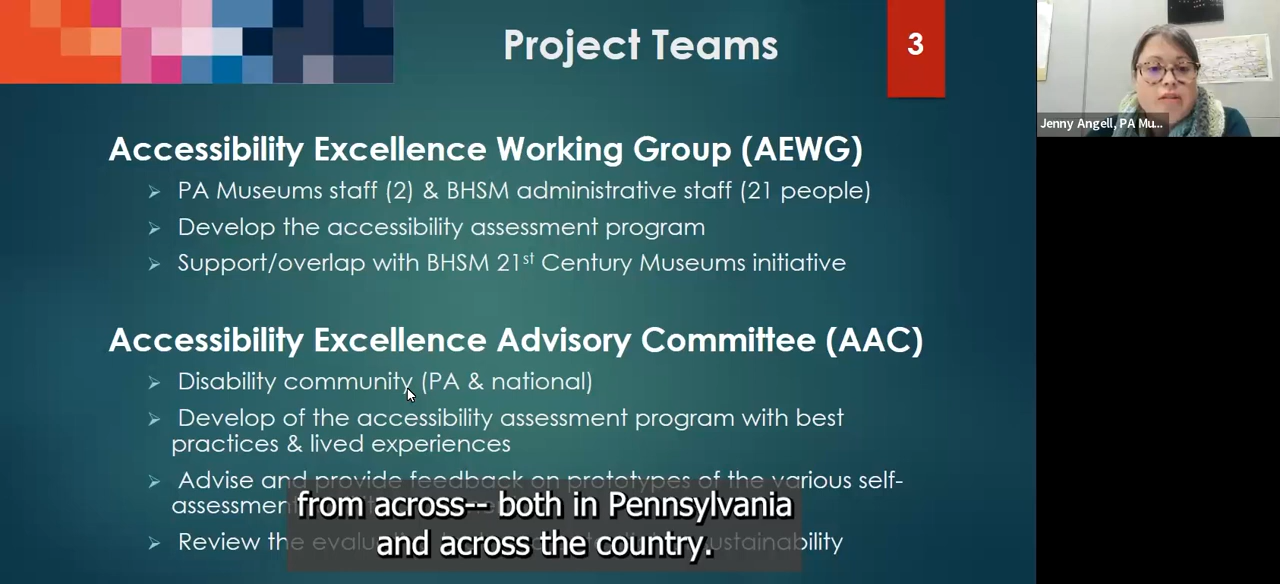 Project Teams
3
Jenny Angell, PA Mu...
Accessibility Excellence Working Group (AEWG)
PA Museums staff (2) & BHSM administrative staff (21 people)
Develop the accessibility assessment program
Support/overlap with BHSM 21st Century Museums initiative
Accessibility Excellence Advisory Committee (AAC)
Disability community (PA & national)
Develop of the accessibility assessment program with best
practices & lived experiences
Advise and provide feedback on prototypes of the various self-
assessment
Review the sustainability
from across-- both in Pennsylvania
and across the country.